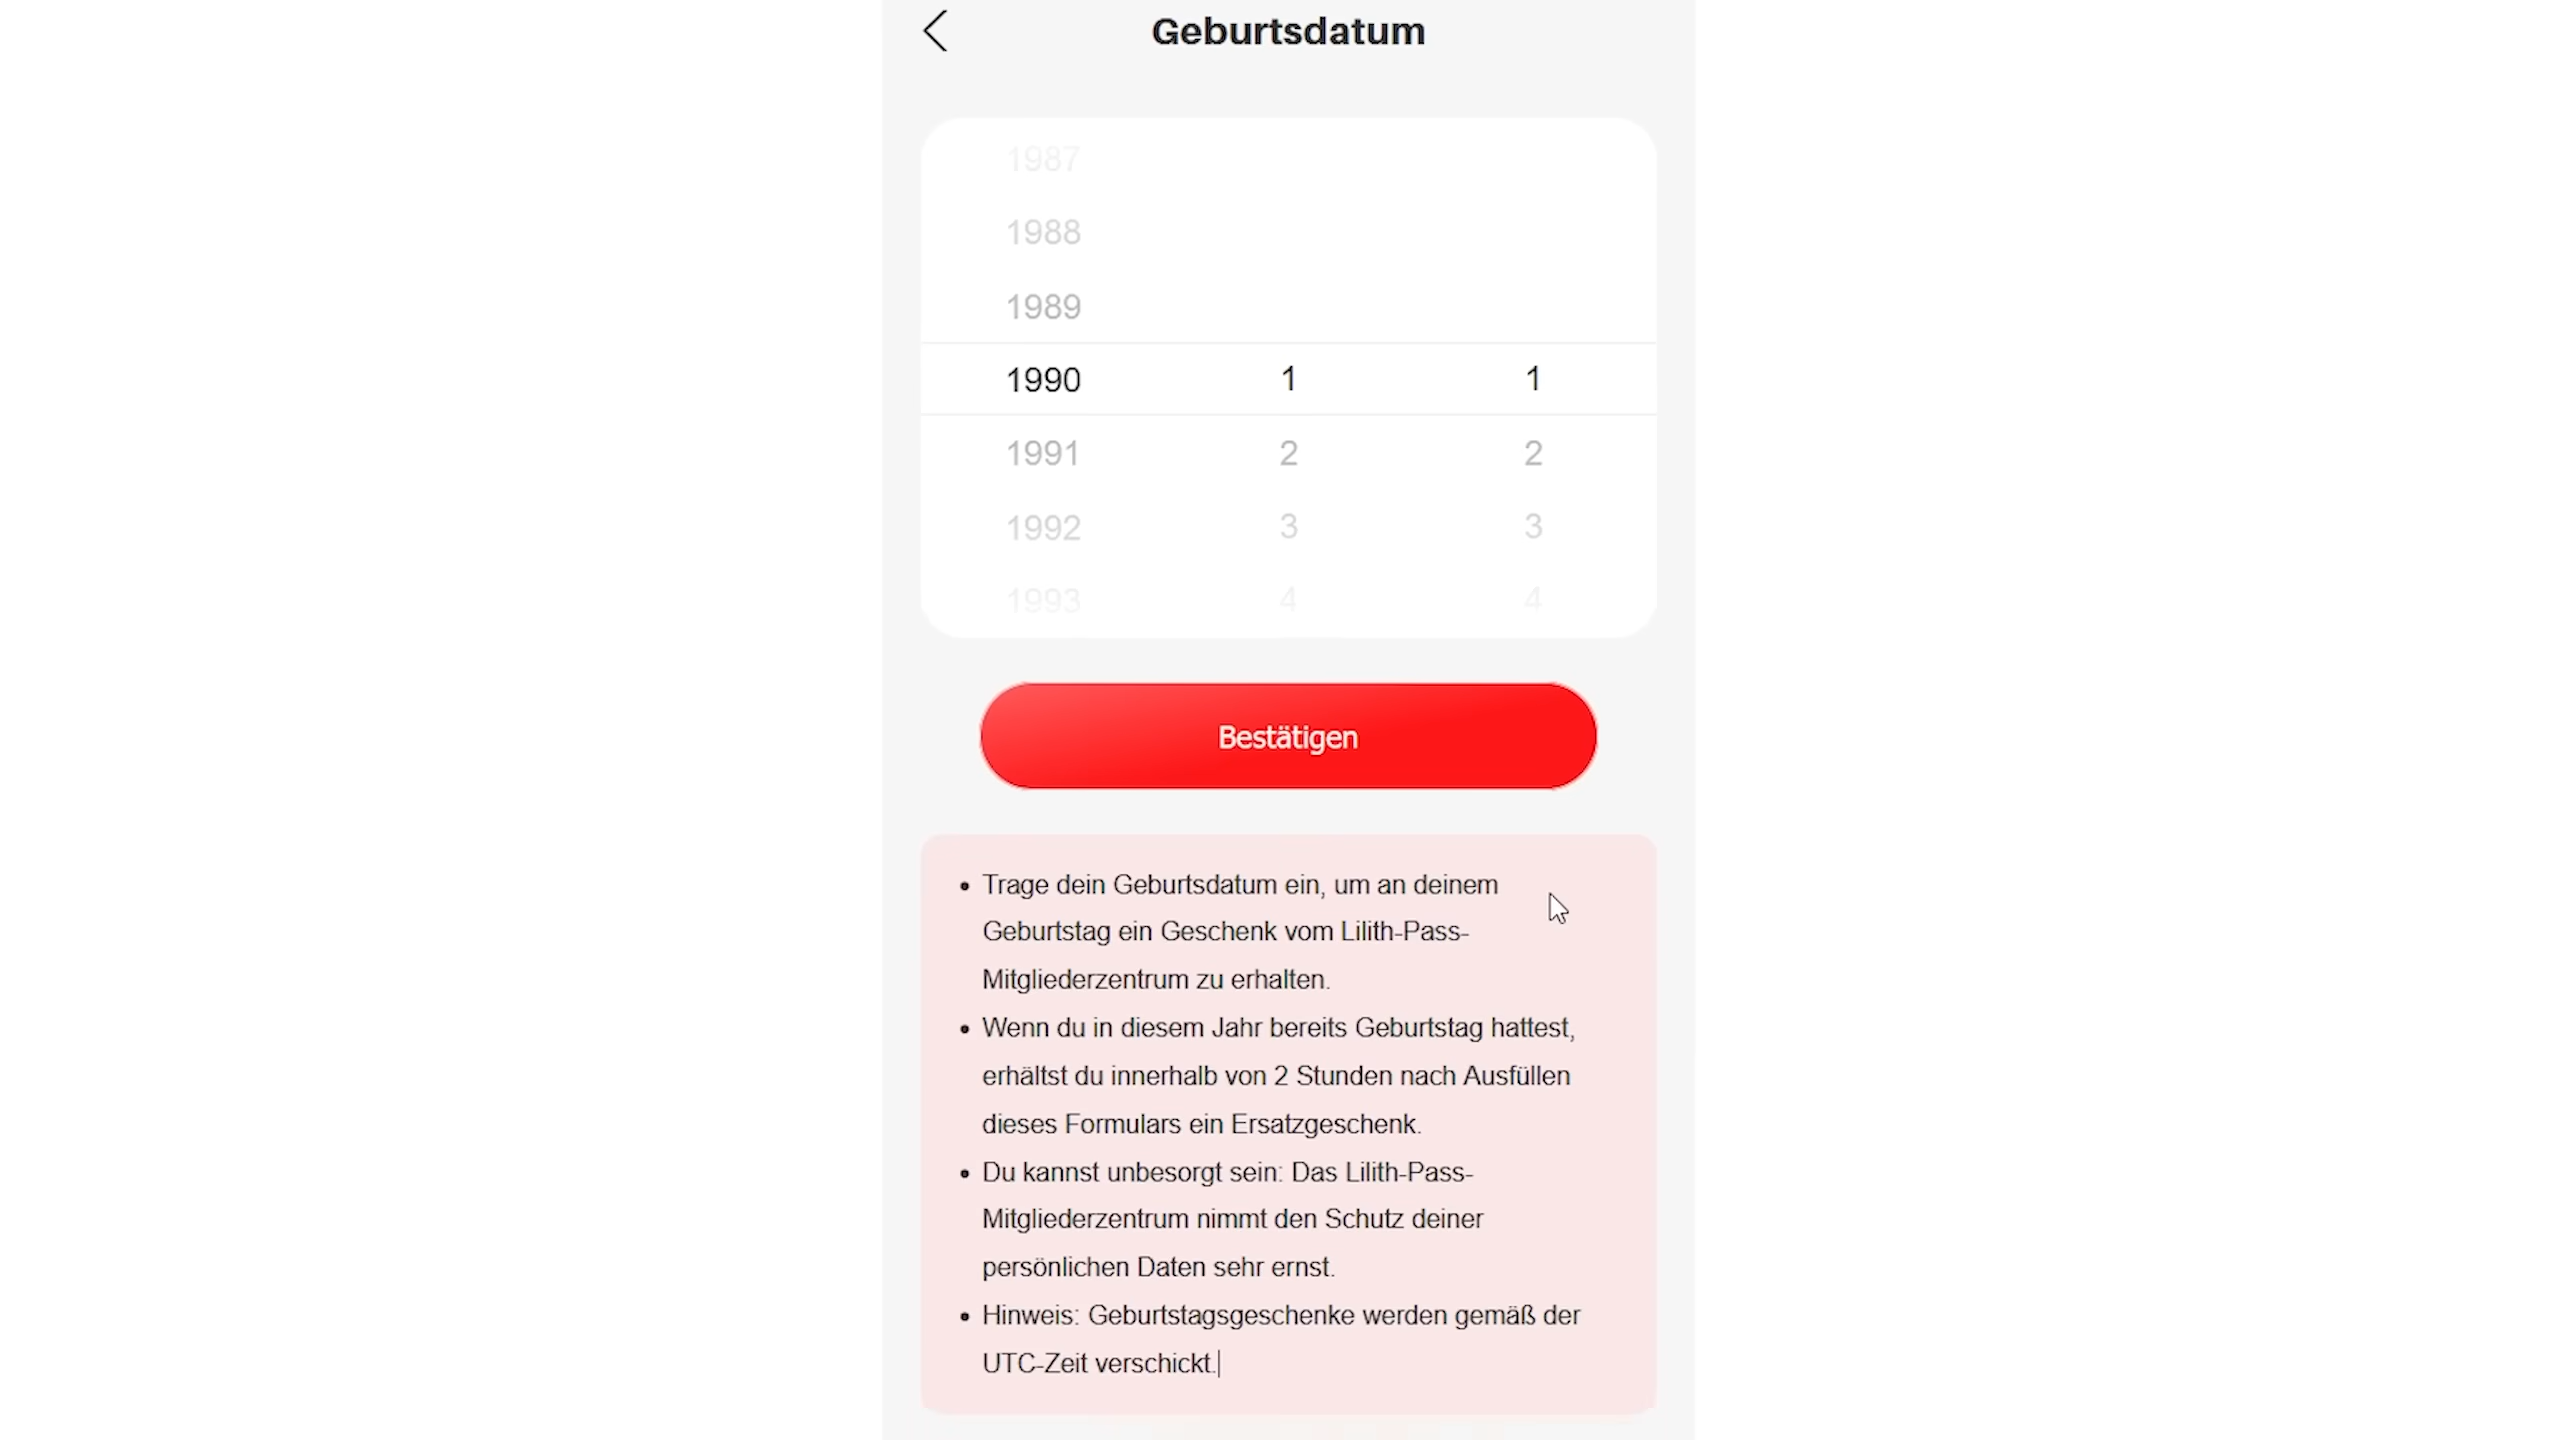 Geburtsdatum
1987
1988
1989
1990 1 1
1991 2 2
1992 3 3
1993 4 4
Bestätigen
• Trage dein Geburtsdatum ein, um an deinem
Geburtstag ein Geschenk vom Lilith-Pass-
Mitgliederzentrum zu erhalten.
• Wenn du in diesem Jahr bereits Geburtstag hattest,
erhältst du innerhalb von 2 Stunden nach Ausfüllen
dieses Formulars ein Ersatzgeschenk.
• Du kannst unbesorgt sein: Das Lilith-Pass-
Mitgliederzentrum nimmt den Schutz deiner
persönlichen Daten sehr ernst.
• Hinweis: Geburtstagsgeschenke werden gemäß der
UTC-Zeit verschickt.